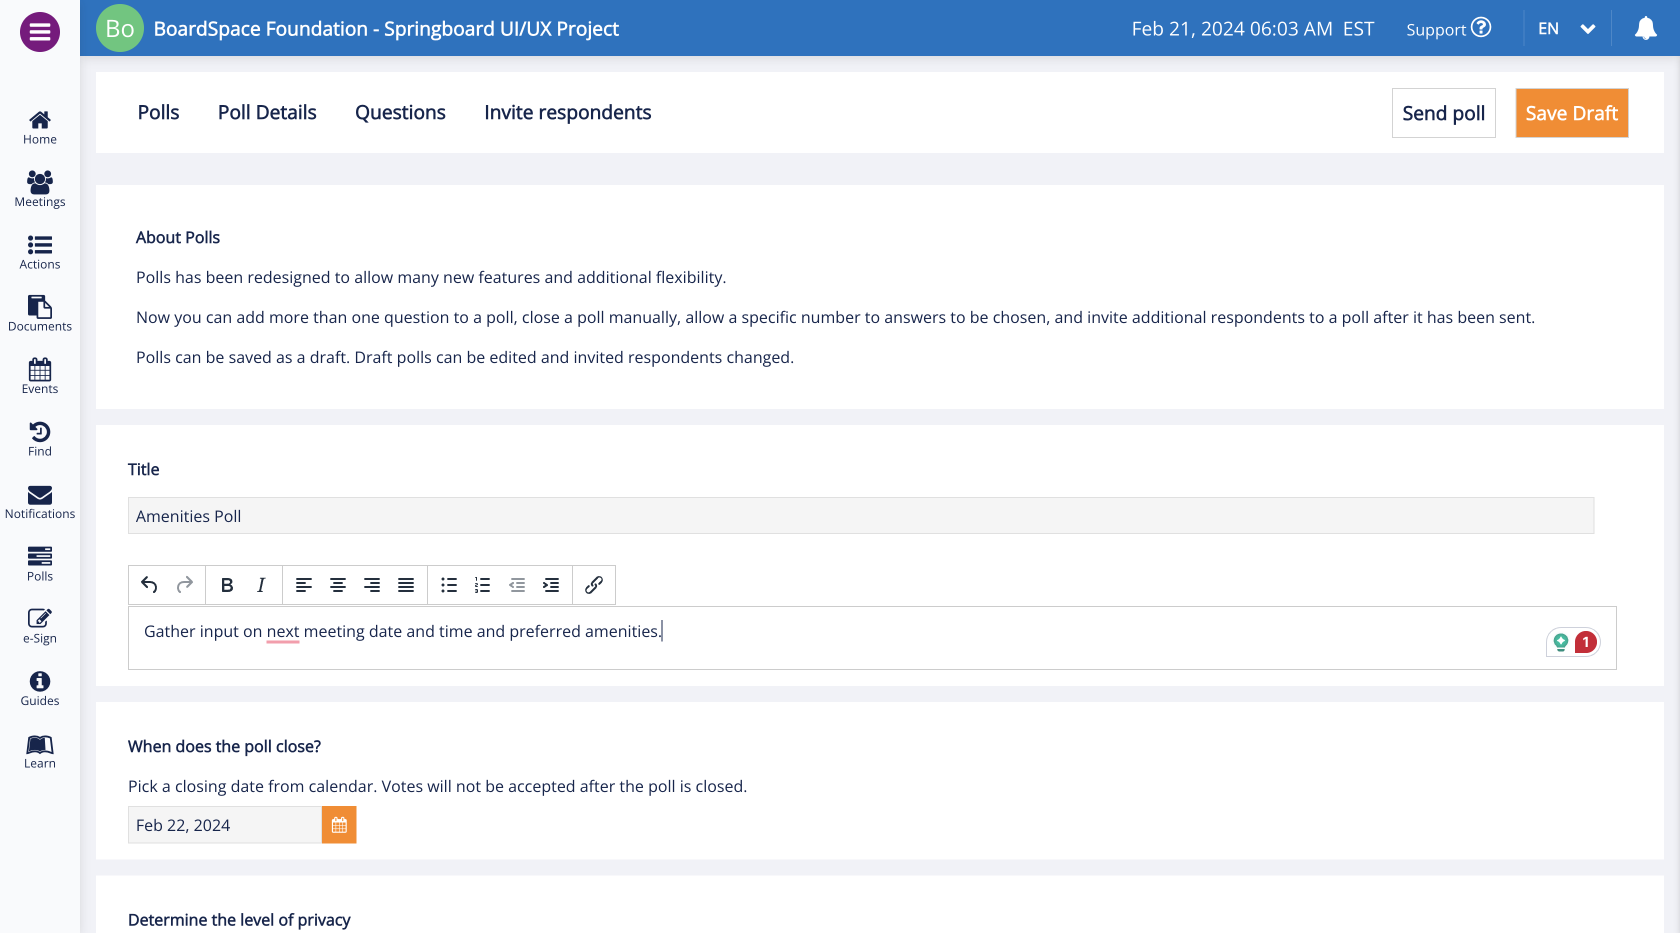 Bo BoardSpace Foundation - Springboard UI/UX Project Feb 21, 2024 06:03 AM EST Support EN
Home
Meetings
Actions
Documents
Events
Find
Notifications
Polls
e-Sign
Guides
Learn
Polls Poll Details Questions Invite respondents Send poll Save Draft
About Polls
Polls has been redesigned to allow many new features and additional flexibility.
Now you can add more than one question to a poll, close a poll manually, allow a specific number to answers to be chosen, and invite additional respondents to a poll after it has been sent.
Polls can be saved as a draft. Draft polls can be edited and invited respondents changed.
Title
Amenities Poll
B I
Gather input on next meeting date and time and preferred amenities.
1
When does the poll close?
Pick a closing date from calendar. Votes will not be accepted after the poll is closed.
Feb 22, 2024
Determine the level of privacy